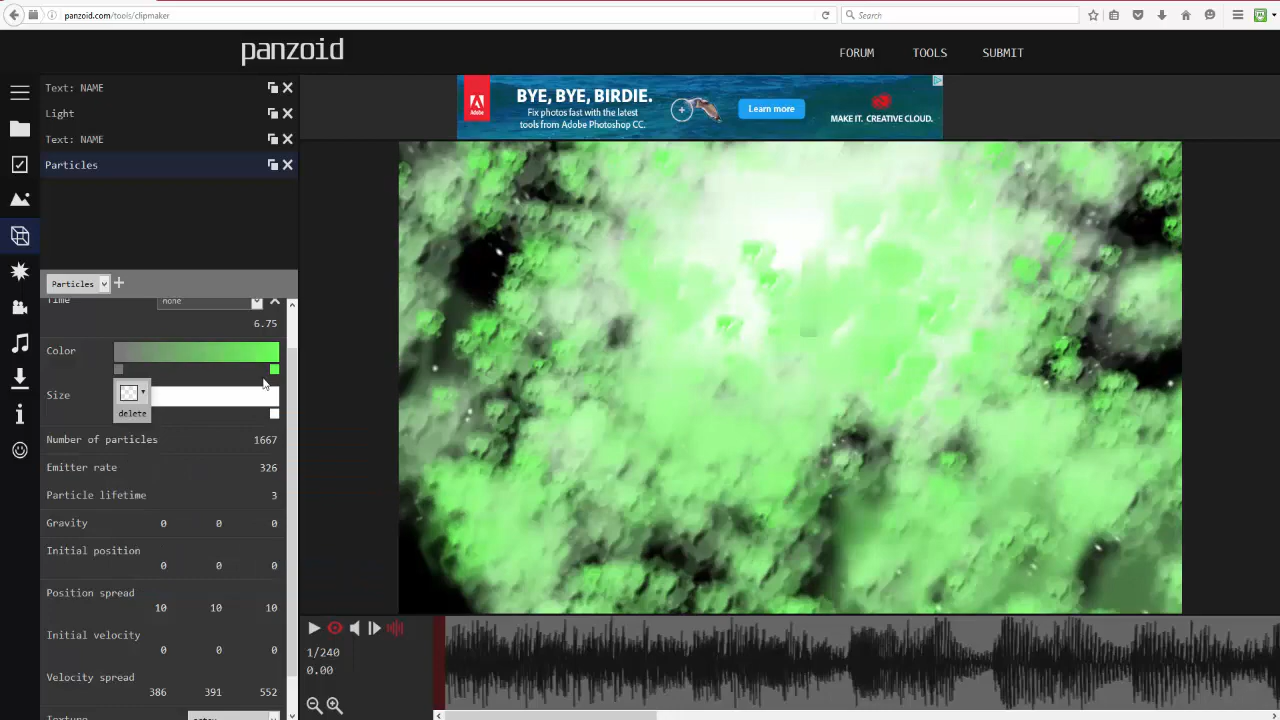 panzoid.com/tools/clipmaker
Search
panzoid
FORUM
TOOLS
SUBMIT
Text: NAME
Light
Text: NAME
Particles
BYE, BYE, BIRDIE.
Fix photos fast with the latest
tools from Adobe Photoshop CC.
Learn more
MAKE IT. CREATIVE CLOUD.
Adobe
Particles
Time
none
6.75
Color
Size
delete
Number of particles 1667
Emitter rate 326
Particle lifetime 3
Gravity 0 0 0
Initial position
0 0 0
Position spread
10 10 10
Initial velocity
0 0 0
Velocity spread
386 391 552
1/240
0.00